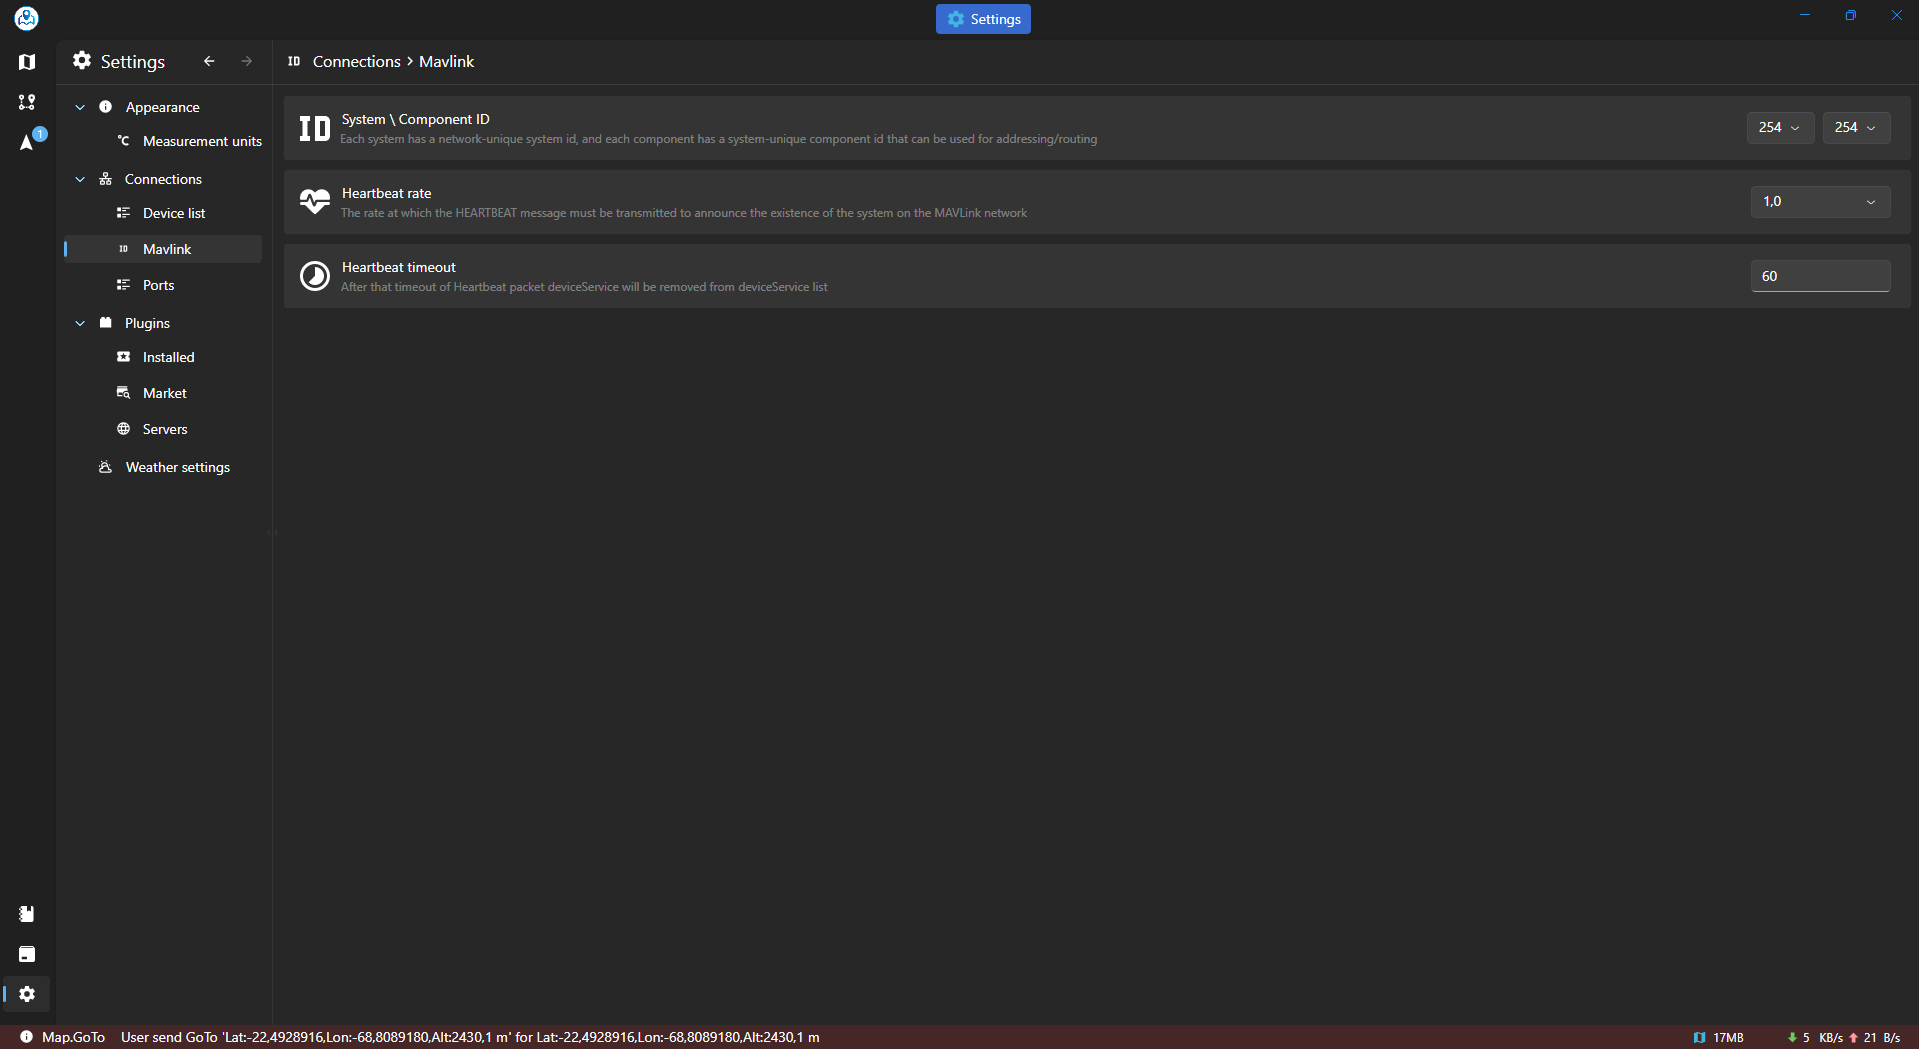 Settings
Settings
Connections > Mavlink
1
Appearance
°C Measurement units
Connections
Device list
ID Mavlink
Ports
Plugins
Installed
Market
Servers
Weather settings
ID System \ Component ID
Each system has a network-unique system id, and each component has a system-unique component id that can be used for addressing/routing
254 254
Heartbeat rate
The rate at which the HEARTBEAT message must be transmitted to announce the existence of the system on the MAVLink network
1,0
Heartbeat timeout
After that timeout of Heartbeat packet deviceService will be removed from deviceService list
60
Map.GoTo User send GoTo 'Lat:-22,4928916,Lon:-68,8089180,Alt:2430,1 m' for Lat:-22,4928916,Lon:-68,8089180,Alt:2430,1 m
17MB 5 KB/s 21 B/s